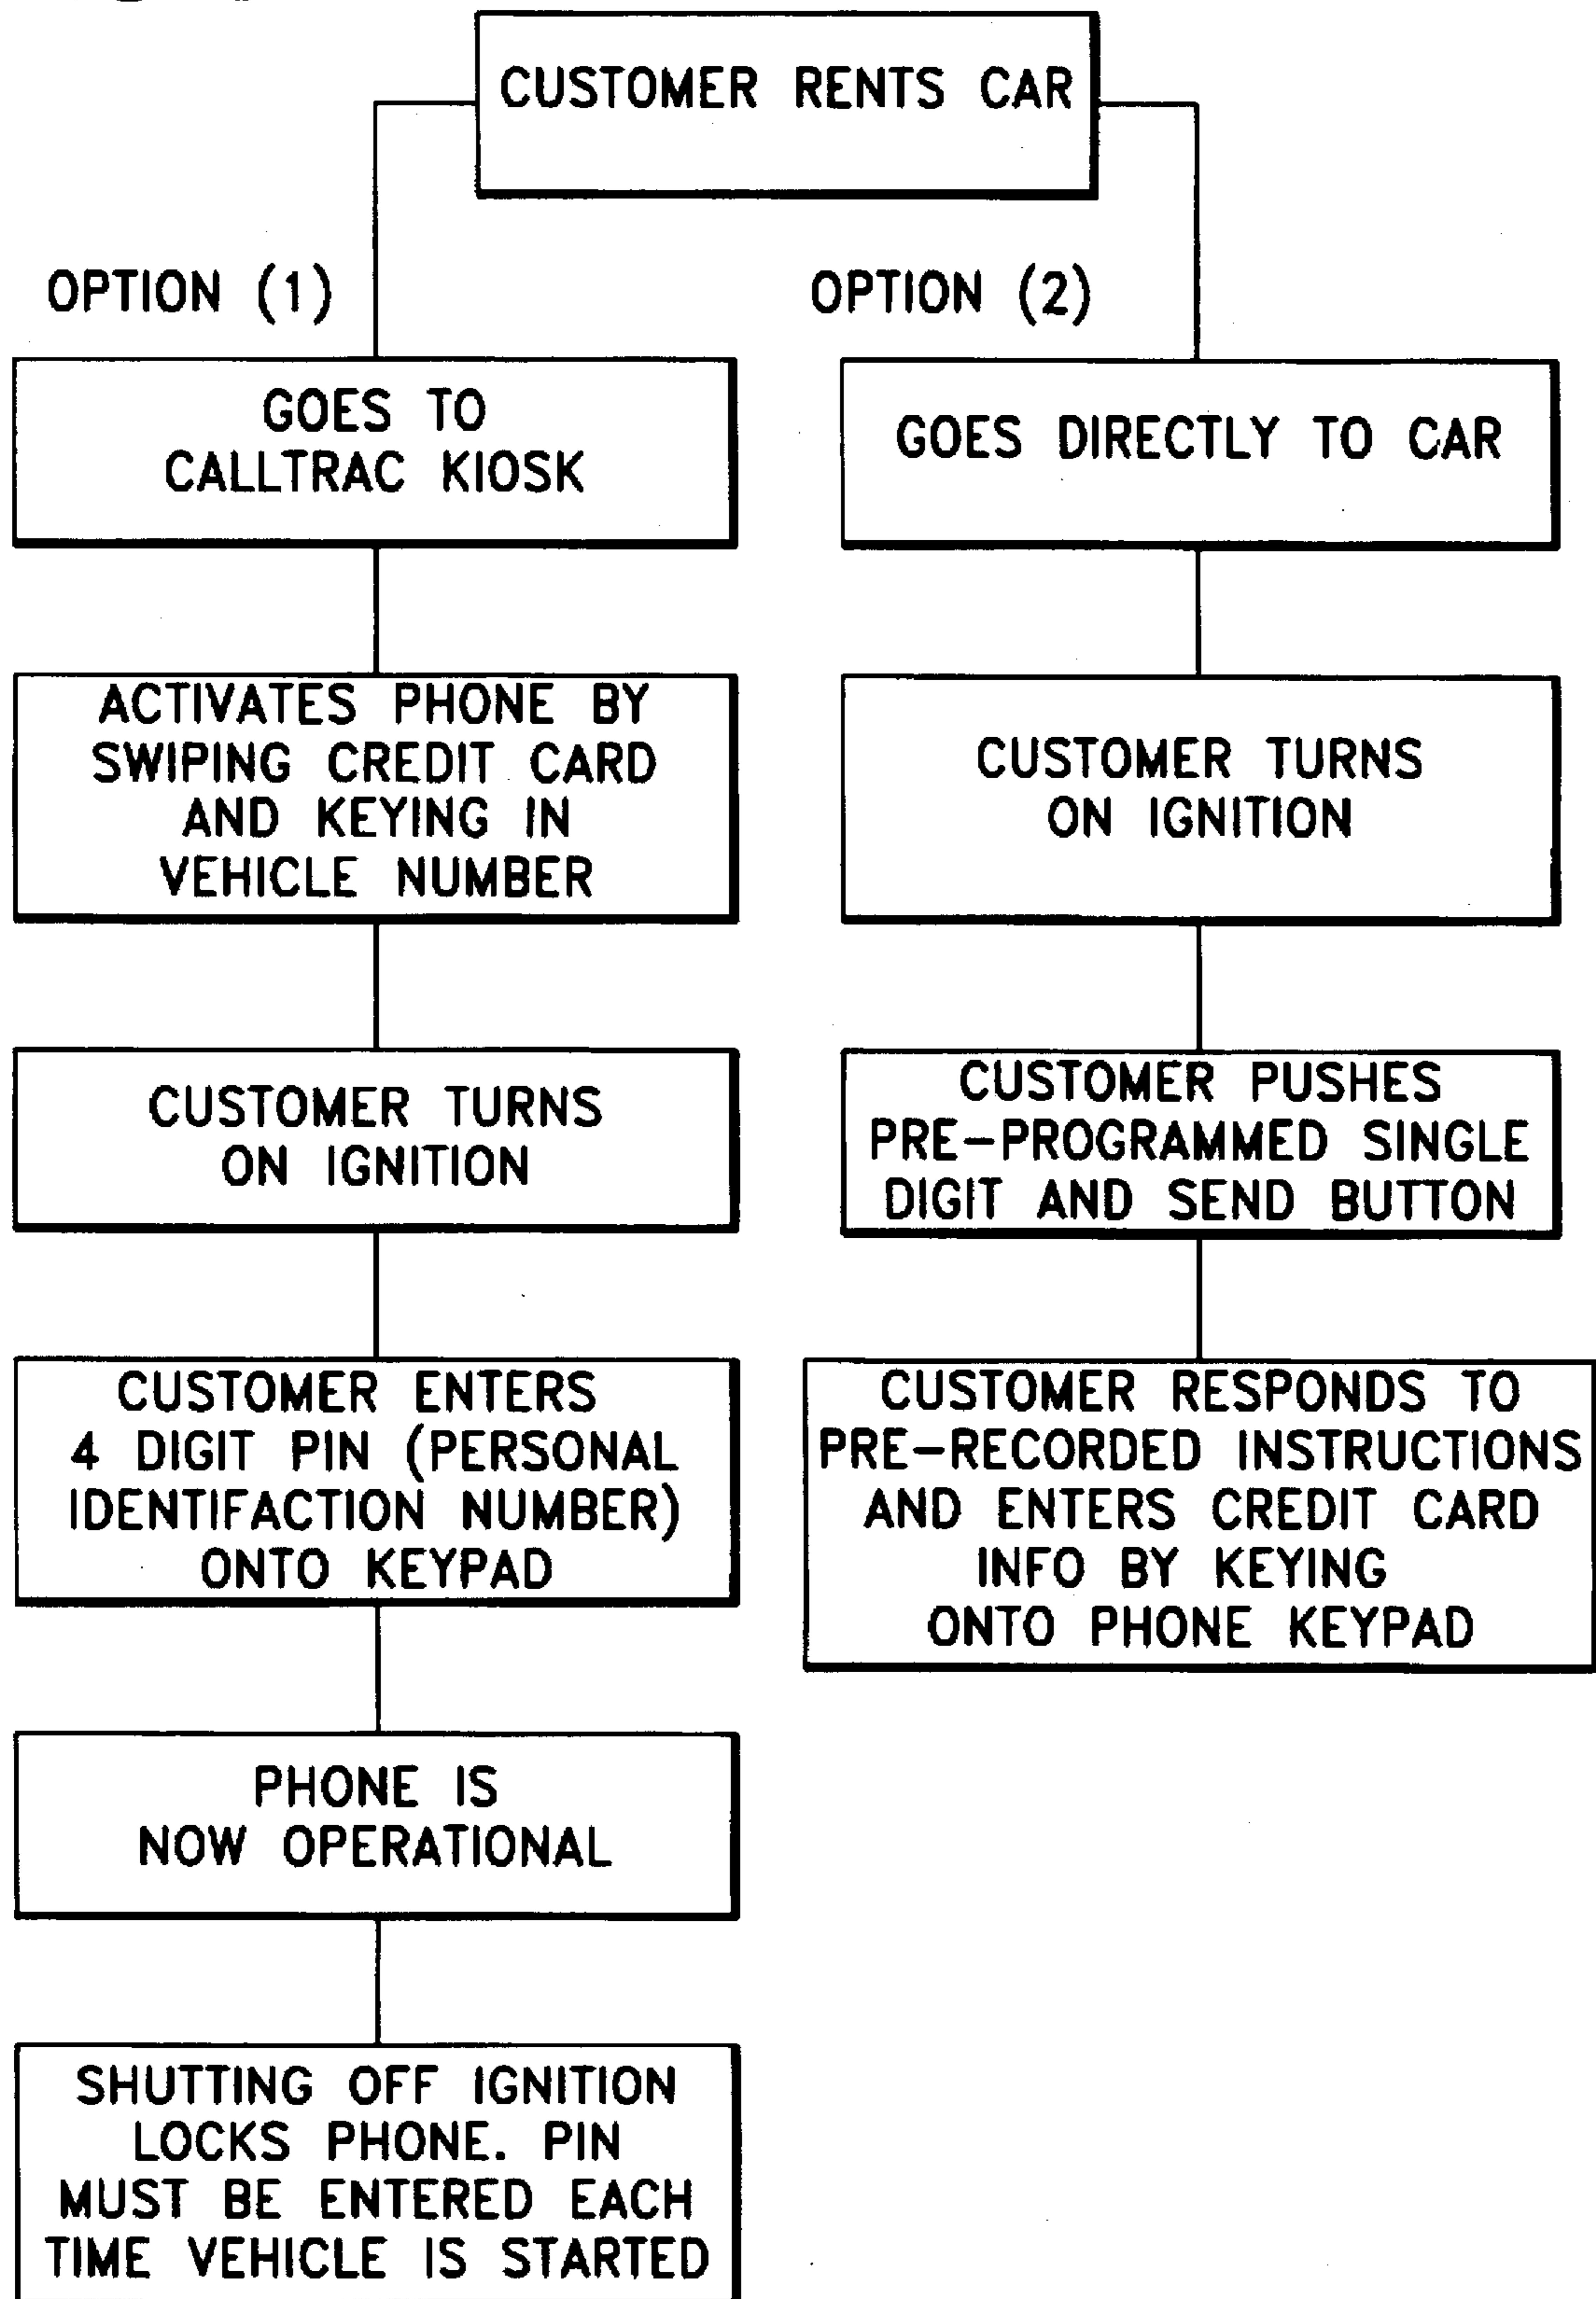 CUSTOMER RENTS CAR
OPTION (1)
GOES TO
CALLTRAC KIOSK
ACTIVATES PHONE BY
SWIPING CREDIT CARD
AND KEYING IN
VEHICLE NUMBER
CUSTOMER TURNS
ON IGNITION
CUSTOMER ENTERS
4 DIGIT PIN (PERSONAL
IDENTIFACTION NUMBER)
ONTO KEYPAD
PHONE IS
NOW OPERATIONAL
SHUTTING OFF IGNITION
LOCKS PHONE. PIN
MUST BE ENTERED EACH
TIME VEHICLE IS STARTED
OPTION (2)
GOES DIRECTLY TO CAR
CUSTOMER TURNS
ON IGNITION
CUSTOMER PUSHES
PRE-PROGRAMMED SINGLE
DIGIT AND SEND BUTTON
CUSTOMER RESPONDS TO
PRE-RECORDED INSTRUCTIONS
AND ENTERS CREDIT CARD
INFO BY KEYING
ONTO PHONE KEYPAD